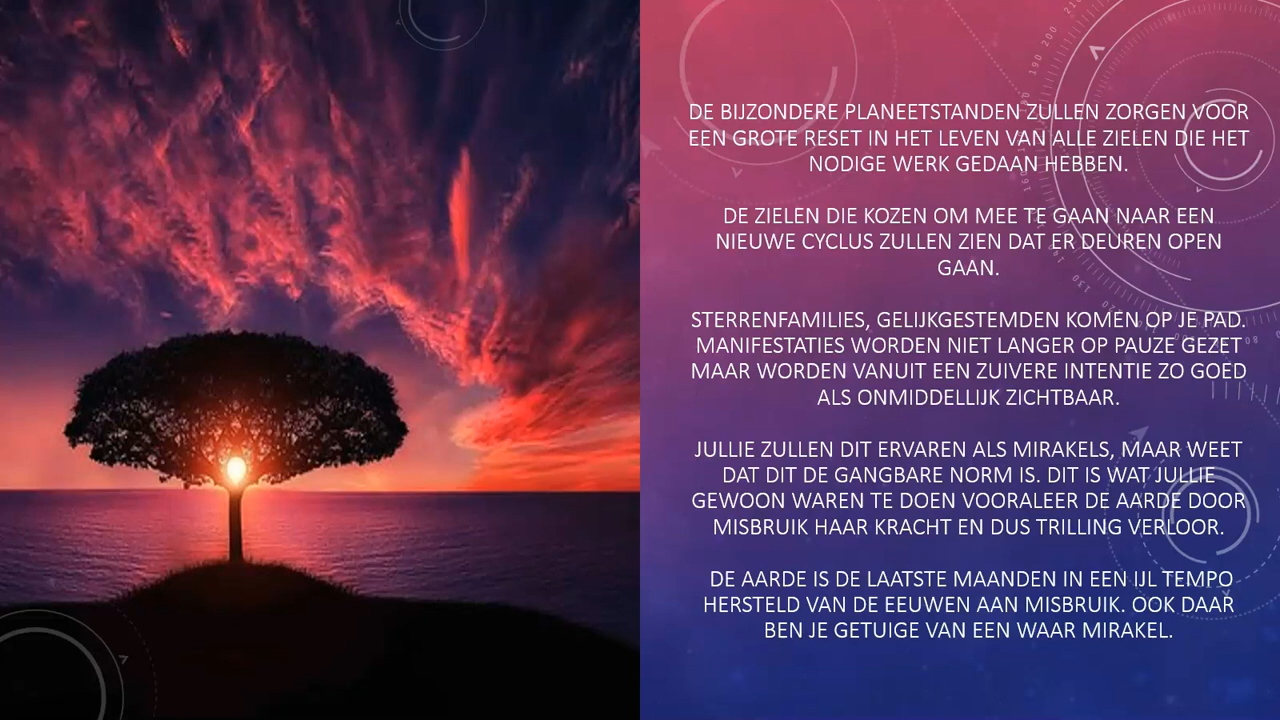 DE BIJZONDERE PLANEETSTANDEN ZULLEN ZORGEN VOOR
EEN GROTE RESET IN HET LEVEN VAN ALLE ZIELEN DIE HET
NODIGE WERK GEDAAN HEBBEN.
DE ZIELEN DIE KOZEN OM MEE TE GAAN NAAR EEN
NIEUWE CYCLUS ZULLEN ZIEN DAT ER DEUREN OPEN
GAAN.
STERRENFAMILIES, GELIJKGESTEMDEN KOMEN OP JE PAD.
MANIFESTATIES WORDEN NIET LANGER OP PAUZE GEZET
MAAR WORDEN VANUIT EEN ZUIVERE INTENTIE ZO GOED
ALS ONMIDDELLIJK ZICHTBAAR.
JULLIE ZULLEN DIT ERVAREN ALS MIRAKELS, MAAR WEET
DAT DIT DE GANGBARE NORM IS. DIT IS WAT JULLIE
GEWOON WAREN TE DOEN VOORALEER DE AARDE DOOR
MISBRUIK HAAR KRACHT EN DUS TRILLING VERLOOR.
DE AARDE IS DE LAATSTE MAANDEN IN EEN IJL TEMPO
HERSTELD VAN DE EEUWEN AAN MISBRUIK. OOK DAAR
BEN JE GETUIGE VAN EEN WAAR MIRAKEL.